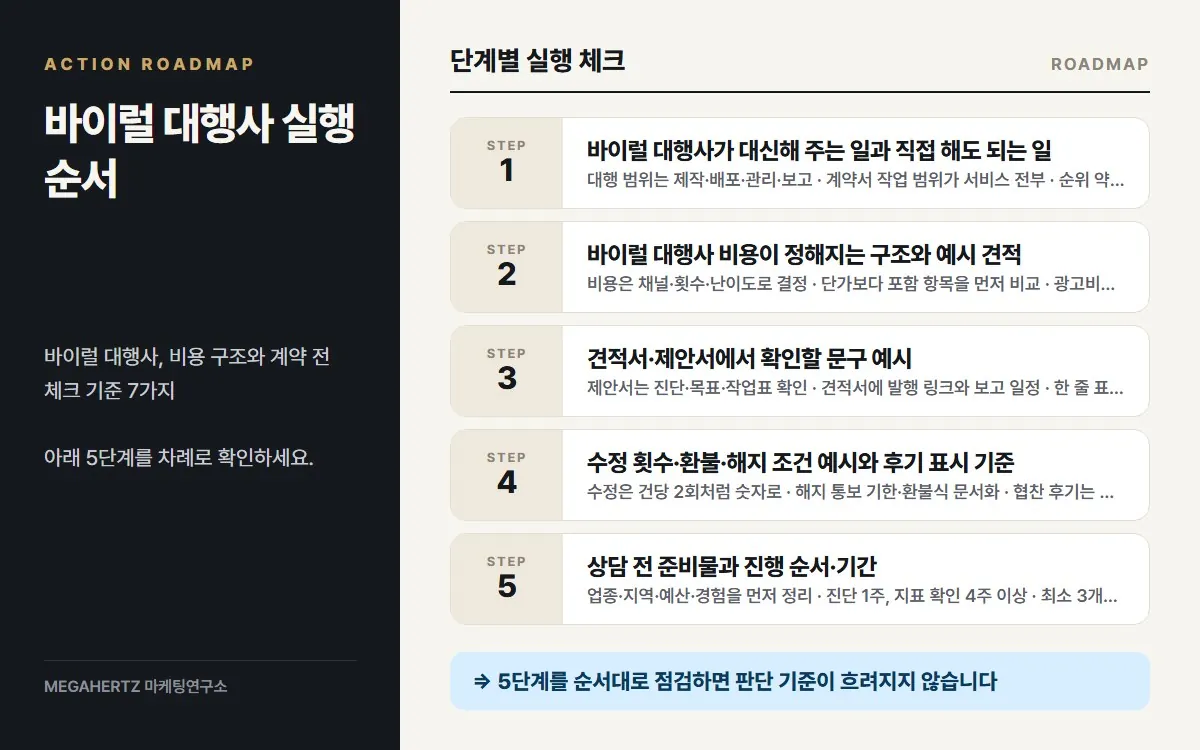 ACTION ROADMAP
바이럴 대행사 실행
순서
바이럴 대행사, 비용 구조와 계약 전
체크 기준 7가지
아래 5단계를 차례로 확인하세요.
MEGAHERTZ 마케팅연구소
단계별 실행 체크
ROADMAP
STEP
1
바이럴 대행사가 대신해 주는 일과 직접 해도 되는 일
대행 범위는 제작·배포·관리·보고 · 계약서 작업 범위가 서비스 전부 · 순위 약...
STEP
2
바이럴 대행사 비용이 정해지는 구조와 예시 견적
비용은 채널·횟수·난이도로 결정 · 단가보다 포함 항목을 먼저 비교 · 광고비...
STEP
3
견적서·제안서에서 확인할 문구 예시
제안서는 진단·목표·작업표 확인 · 견적서에 발행 링크와 보고 일정 · 한 줄 표...
STEP
4
수정 횟수·환불·해지 조건 예시와 후기 표시 기준
수정은 건당 2회처럼 숫자로 · 해지 통보 기한·환불식 문서화 · 협찬 후기는 ...
STEP
5
상담 전 준비물과 진행 순서·기간
업종·지역·예산·경험을 먼저 정리 · 진단 1주, 지표 확인 4주 이상 · 최소 3개...
→ 5단계를 순서대로 점검하면 판단 기준이 흐려지지 않습니다